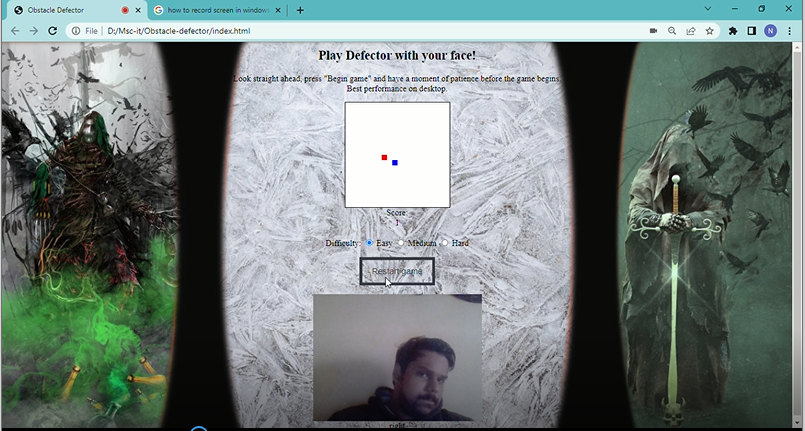 Obstacle Defector
how to record screen in window
File D:/Msc-it/Obstacle-defector/index.html
N
Play Defector with your face!
Look straight ahead, press "Begin game" and have a moment of patience before the game begins.
Best performance on desktop.
Score:
1
Difficulty: Easy Medium Hard
Restart game
right